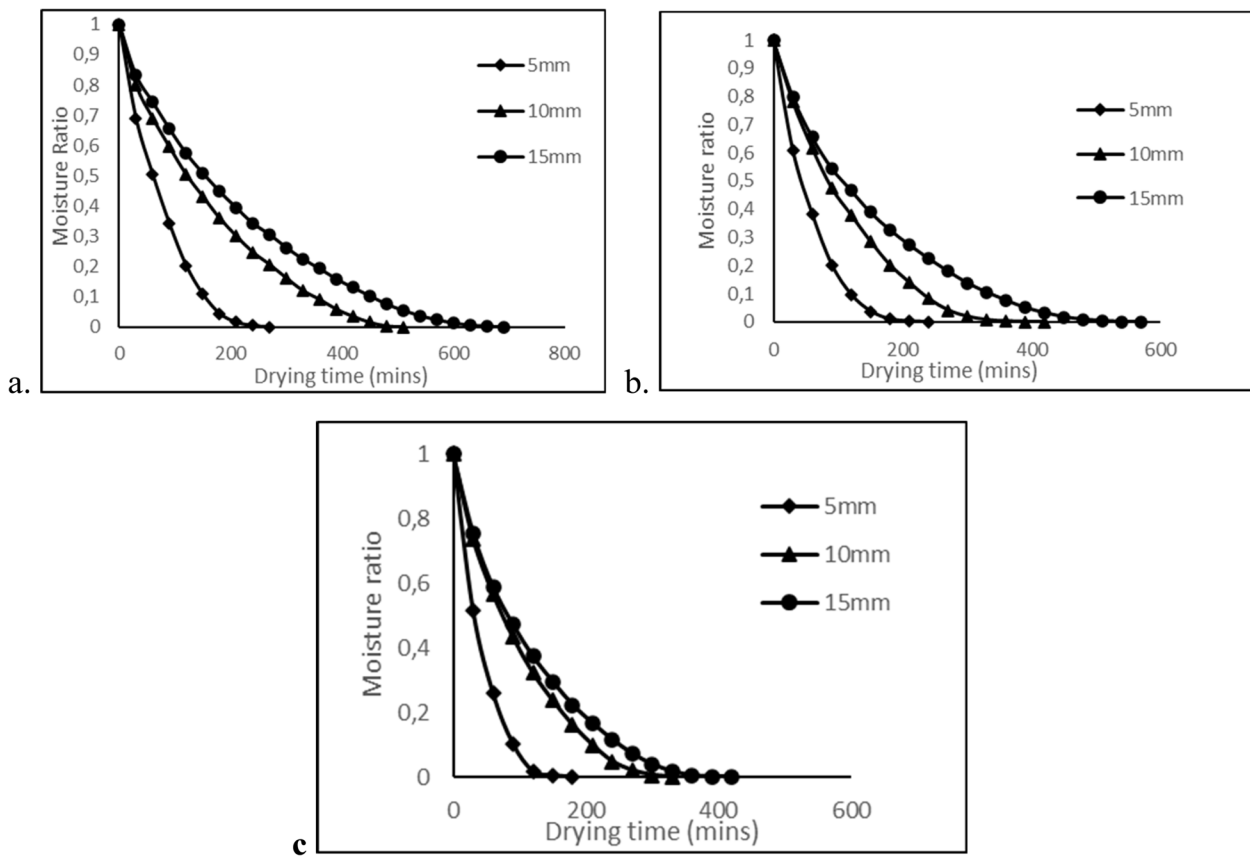 1
0,9
0,8
0,7
0,6
0,5
0,4
0,3
0,2
0,1
0
Moisture Ratio
5mm
10mm
15mm
0 200 400 600 800
Drying time (mins)
a.
1
0,9
0,8
0,7
0,6
0,5
0,4
0,3
0,2
0,1
0
Moisture ratio
5mm
10mm
15mm
0 200 400 600
Drying time (mins)
b.
1
0,8
0,6
0,4
0,2
0
Moisture ratio
5mm
10mm
15mm
0 200 400 600
Drying time (mins)
c